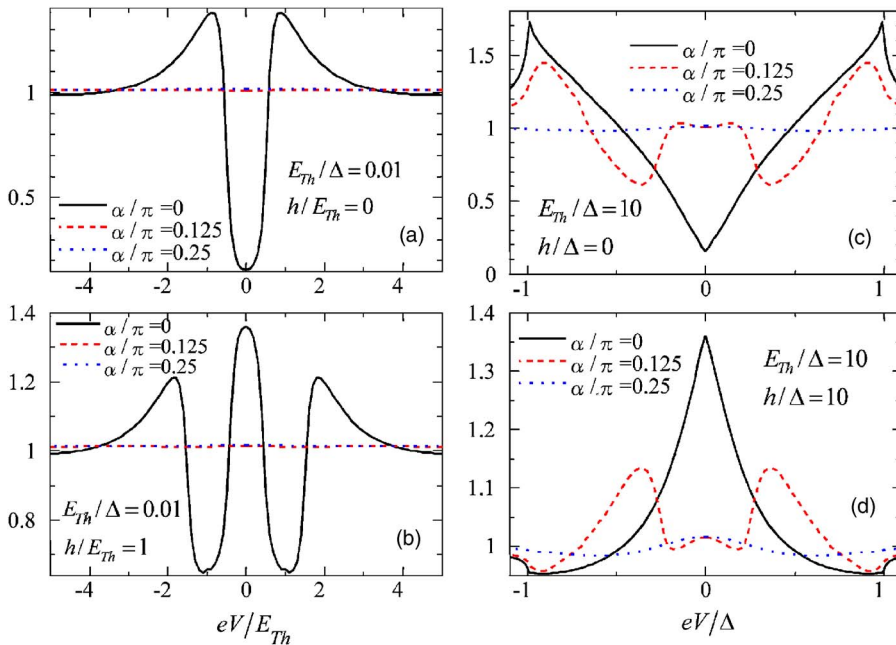 1
0.5
-4
-2
0
2
4
α/π=0
α/π=0.125
α/π=0.25
E_Th/Δ=0.01
h/E_Th=0
(a)
1.4
1.2
1
0.8
-4
-2
0
2
4
α/π=0
α/π=0.125
α/π=0.25
E_Th/Δ=0.01
h/E_Th=1
(b)
eV/E_Th
1.5
1
0.5
0
-1
0
1
α/π=0
α/π=0.125
α/π=0.25
E_Th/Δ=10
h/Δ=0
(c)
1.4
1.3
1.2
1.1
1
-1
0
1
α/π=0
α/π=0.125
α/.π=0.25
E_Th/Δ=10
h/Δ=10
(d)
eV/Δ